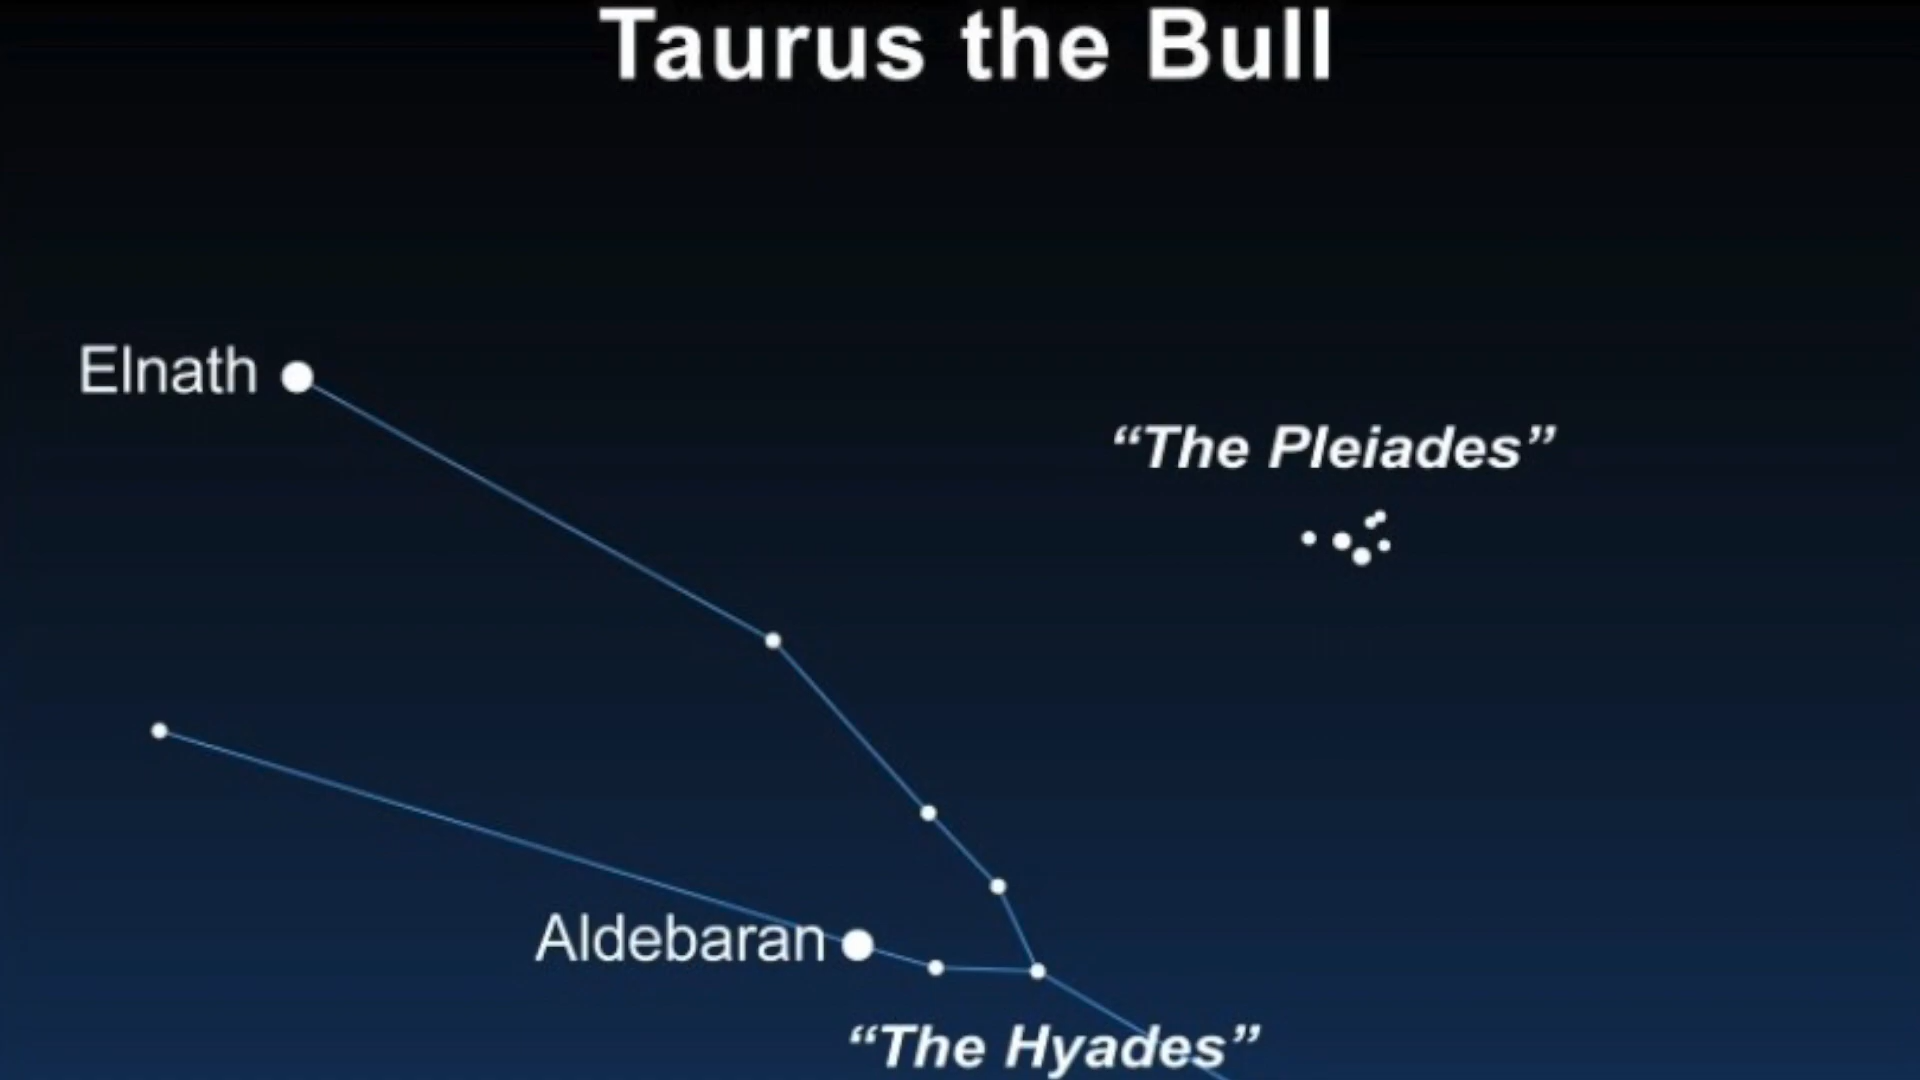 Taurus the Bull
Elnath
“The Pleiades”
Aldebaran
“The Hyades”